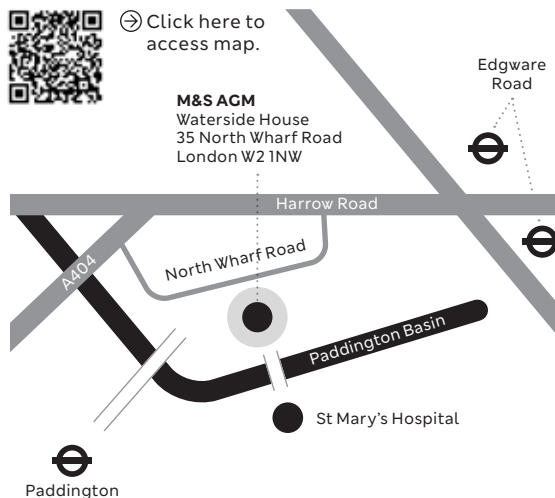 Click here to
access map.
Edgware
Road
M&S AGM
Waterside House
35 North Wharf Road
London W2 1NW
Harrow Road
North Wharf Road
A404
Paddington Basin
St Mary's Hospital
Paddington